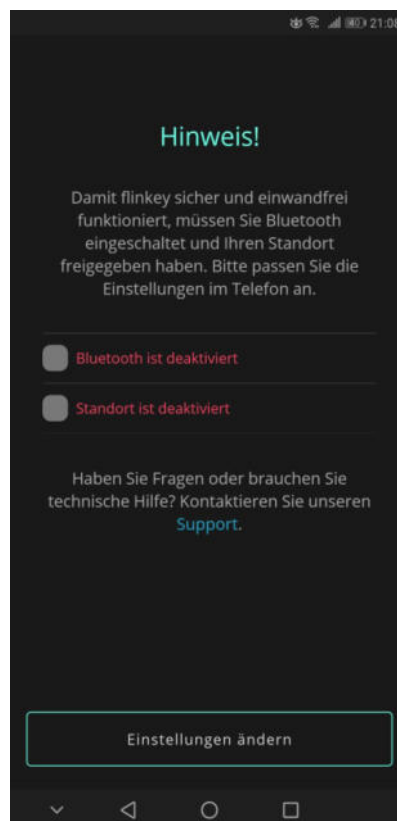 21:08
Hinweis!
Damit flinkey sicher und einwandfrei
funktioniert, müssen Sie Bluetooth
eingeschaltet und Ihren Standort
freigegeben haben. Bitte passen Sie die
Einstellungen im Telefon an.
Bluetooth ist deaktiviert
Standort ist deaktiviert
Haben Sie Fragen oder brauchen Sie
technische Hilfe? Kontaktieren Sie unseren
Support.
Einstellungen ändern